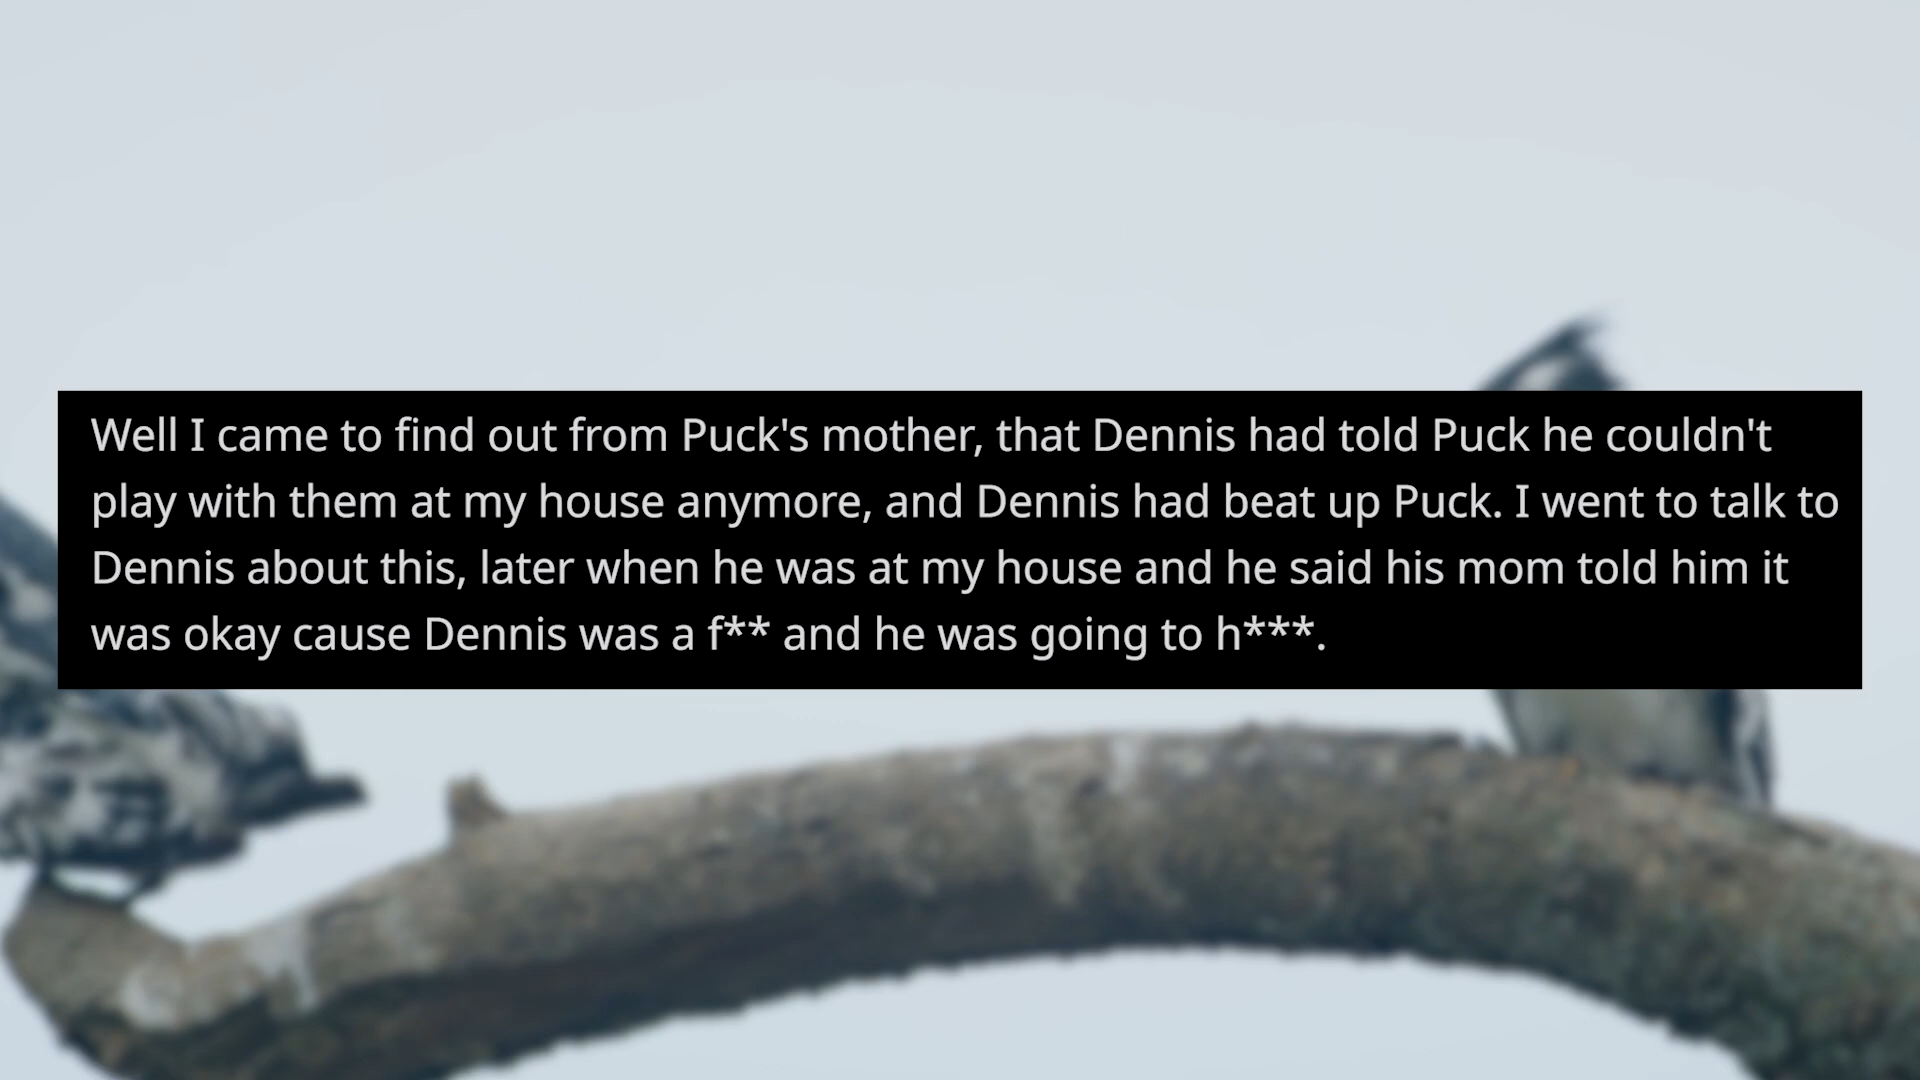 Well I came to find out from Puck's mother, that Dennis had told Puck he couldn't
play with them at my house anymore, and Dennis had beat up Puck. I went to talk to
Dennis about this, later when he was at my house and he said his mom told him it
was okay cause Dennis was a f** and he was going to h***.